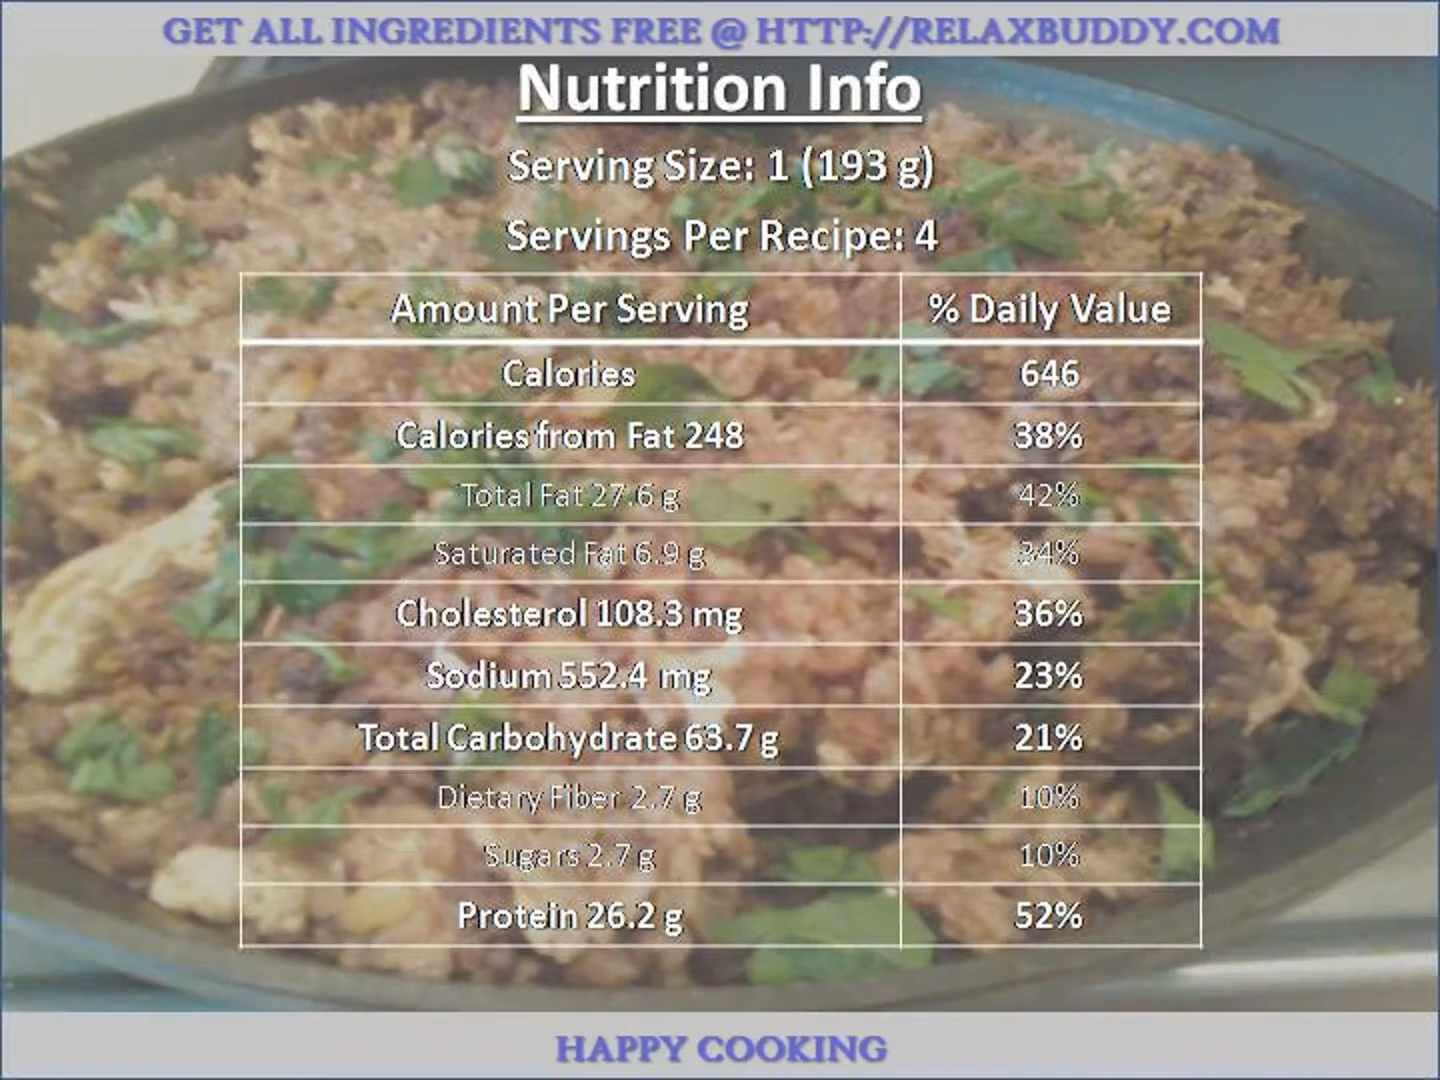 GET ALL INGREDIENTS FREE @ HTTP://RELAXBUDDY.COM
Nutrition Info
Serving Size: 1 (193 g)
Servings Per Recipe: 4
Amount Per Serving % Daily Value
Calories 646
Calories from Fat 248 38%
Total Fat 27.6 g 42%
Saturated Fat 6.9 g 34%
Cholesterol 108.3 mg 36%
Sodium 552.4 mg 23%
Total Carbohydrate 63.7 g 21%
Dietary Fiber 2.7 g 10%
Sugars 2.7 g 10%
Protein 26.2 g 52%
HAPPY COOKING